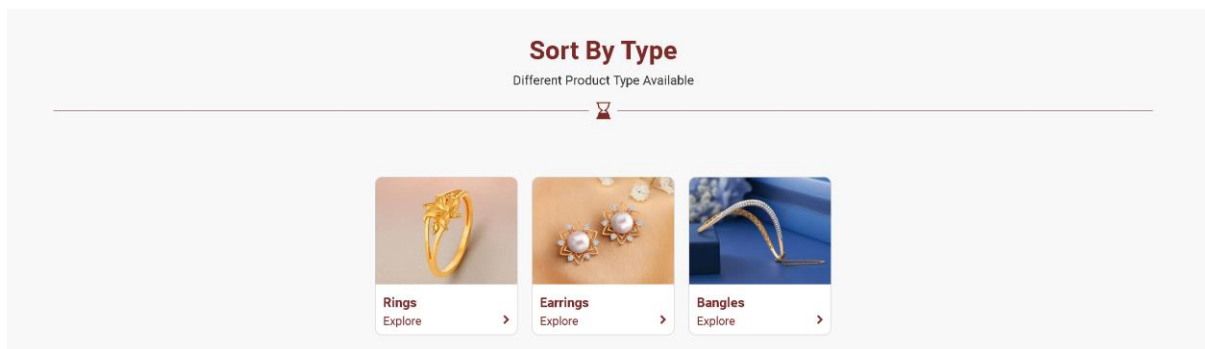 Sort By Type
Different Product Type Available
Rings
Explore
Earrings
Explore
Bangles
Explore